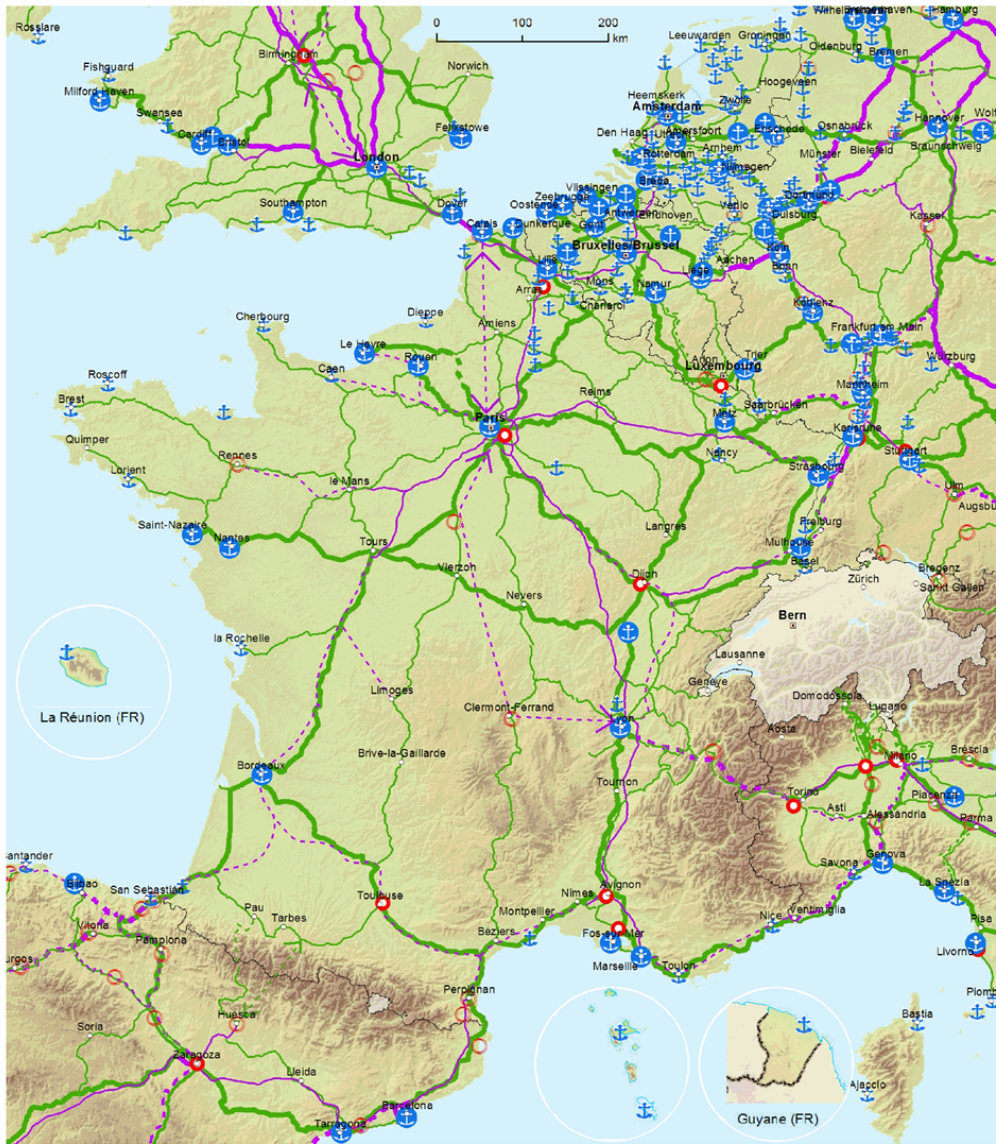 0 100 200
km
Rosslare
Birmingham
Leeuwarden
Groningen
Hamburg
Oldenburg
Bremen
Fishguard
Norwich
Hoogeveen
Milford Haven
Heemskerk
Zwolle
Amsterdam
Swansea
Cardiff
Bristol
Felixstowe
Den Haag
Utrecht
Amersfoort
Enschede
Osnabrück
Hannover
Wolf
Bielefeld
Braunschweig
Arnhem
Münster
London
Rotterdam
Nijmegen
Breda
Vlissingen
Zeebrugge
Oostende
Southampton
Dover
Dunkerque
Gent
Antwerpen
Eindhoven
Venlo
Dortmund
Duisburg
Kassel
Calais
Bruxelles/Brussel
Lille
Liège
Aachen
Köln
Bonn
Arras
Mons
Namur
Charleroi
Koblenz
Cherbourg
Dieppe
Amiens
Frankfurt am Main
Le Havre
Rouen
Caen
Arlon
Trier
Luxembourg
Würzburg
Mannheim
Roscoff
Brest
Reims
Saarbrücken
Paris
Metz
Karlsruhe
Quimper
Rennes
Nancy
Stuttgart
Strasbourg
Lorient
le Mans
Ulm
Augsbu
Saint-Nazaire
Nantes
Langres
Freiburg
Tours
Mulhouse
Basel
Vierzon
Dijon
Bregenz
Zürich
Sankt Gallen
Nevers
Bern
la Rochelle
Lausanne
Genève
Limoges
Domodossola
Lugano
La Réunion (FR)
Clermont-Ferrand
Lyon
Aosta
Brive-la-Gaillarde
Milano
Brescia
Bordeaux
Tournon
Torino
Asti
Piacenza
Alessandria
Parma
Santander
Bilbao
San Sebastián
Savona
Genova
La Spezia
Toulouse
Nîmes
Avignon
Pau
Tarbes
Montpellier
Nice
Ventimiglia
Pisa
Vitoria
Pamplona
Béziers
Fos-sur-Mer
Marseille
Toulon
Livorno
urgos
Perpignan
Piomb
Soria
Huesca
Bastia
Zaragoza
Lleida
Ajaccio
Barcelona
Tarragona
Guyane (FR)